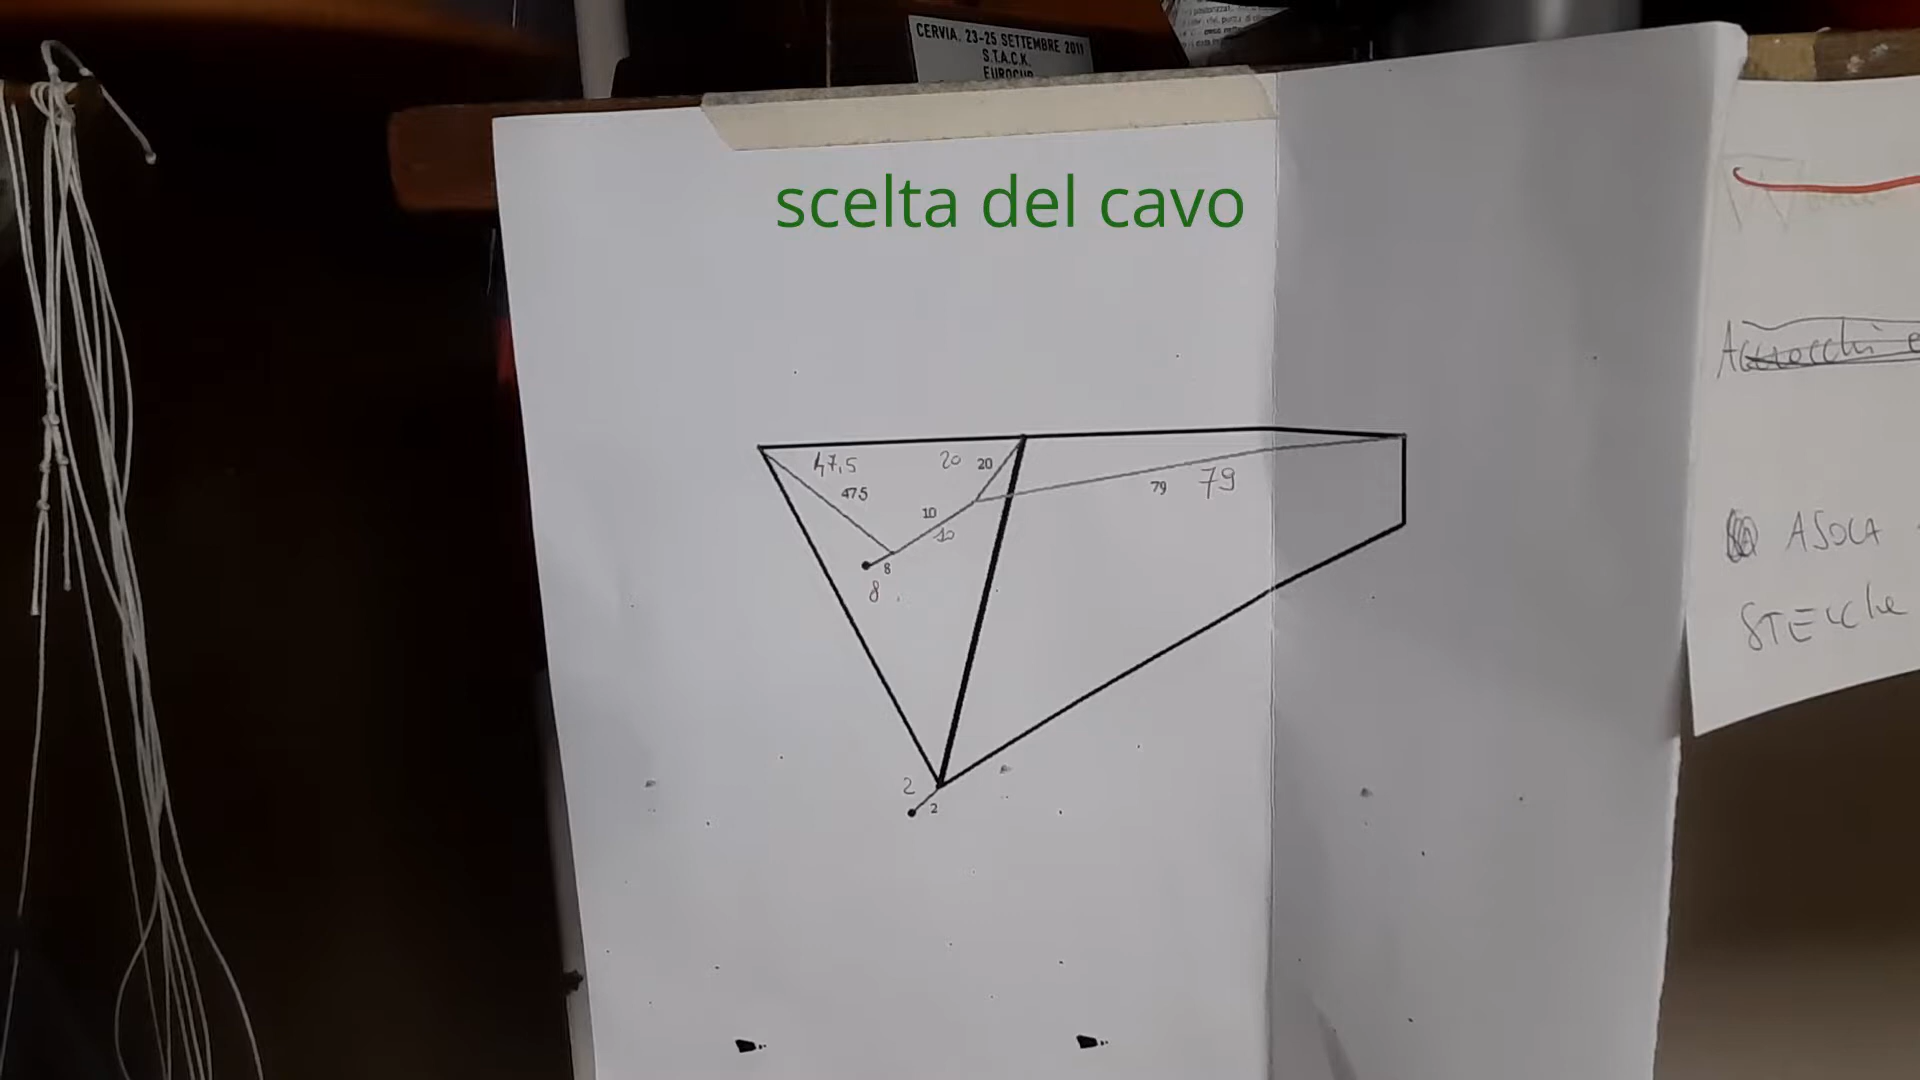 CERVIA. 23-25 SETTEMBRE 2011
S.T.A.C.K.
EUROCUP
scelta del cavo
47,5
20
20
475
79
79
10
10
8
8
2
2
ASOLA
STECche